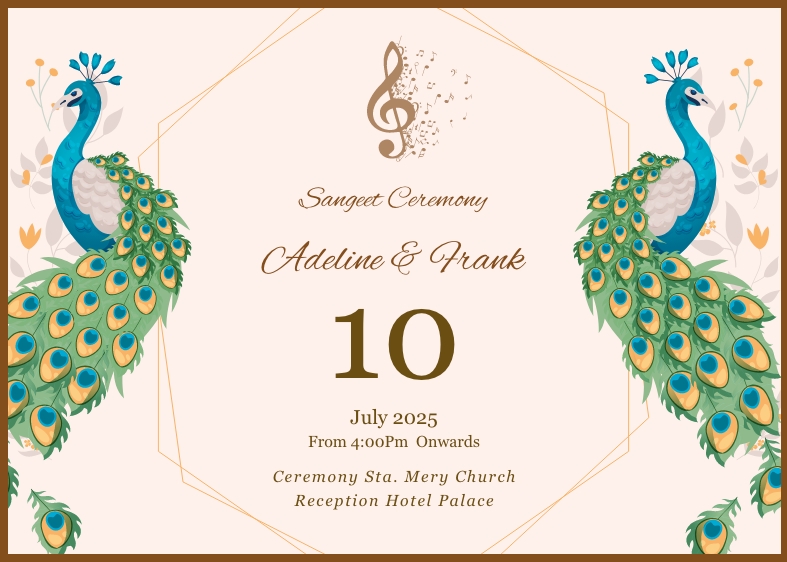 Sangeet Ceremony
Adeline & Frank
10
July 2025
From 4:00Pm Onwards
Ceremony Sta. Mery Church
Reception Hotel Palace